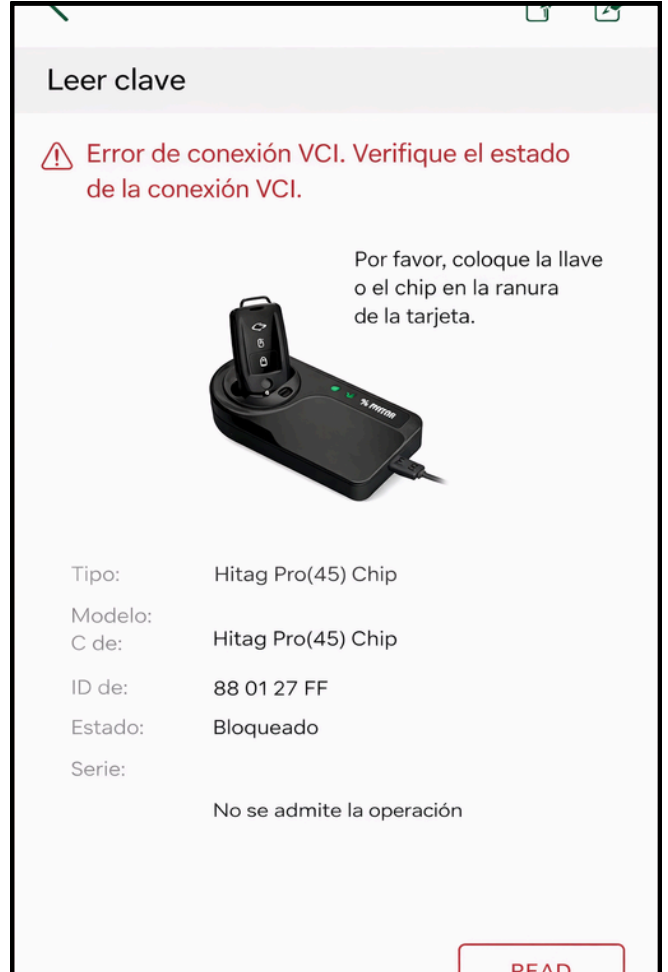 Leer clave
Error de conexión VCI. Verifique el estado
de la conexión VCI.
Por favor, coloque la llave
o el chip en la ranura
de la tarjeta.
Tipo: Hitag Pro(45) Chip
Modelo:
C de: Hitag Pro(45) Chip
ID de: 88 01 27 FF
Estado: Bloqueado
Serie:
No se admite la operación
READ